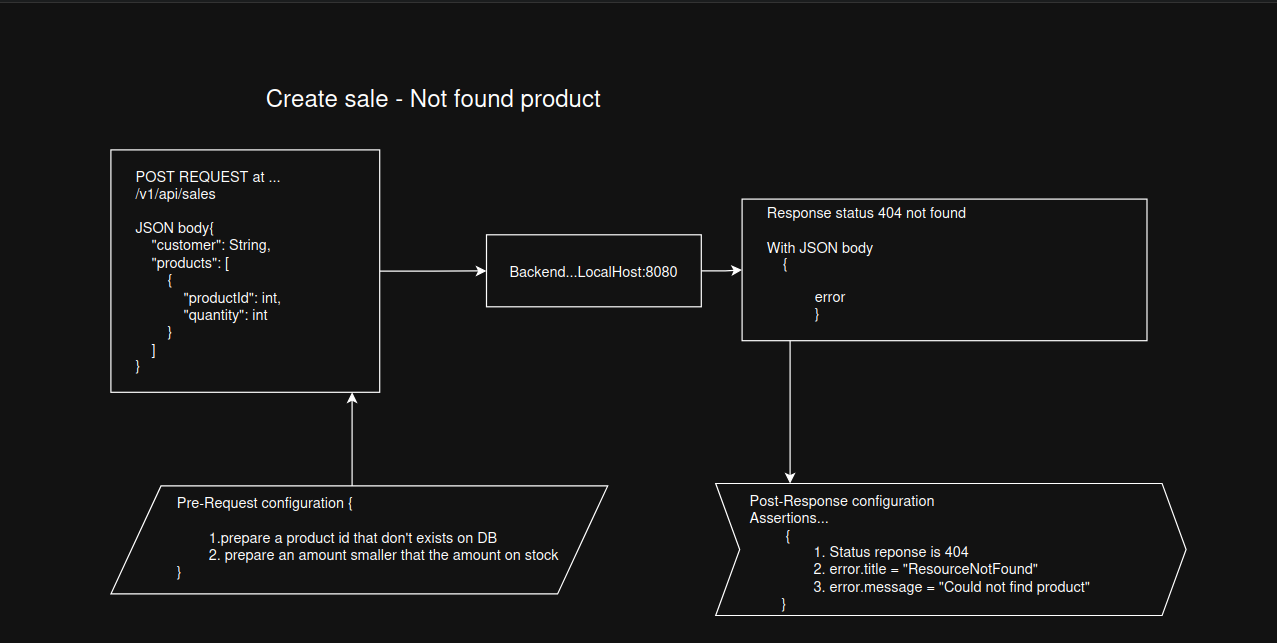 Create sale - Not found product
POST REQUEST at ...
/v1/api/sales
JSON body{
"customer": String,
"products": [
{
"productId": int,
"quantity": int
}
]
}
Backend...LocalHost:8080
Response status 404 not found
With JSON body
{
error
}
Pre-Request configuration {
1.prepare a product id that don't exists on DB
2. prepare an amount smaller that the amount on stock
}
Post-Response configuration
Assertions...
{
1. Status reponse is 404
2. error.title = "ResourceNotFound"
3. error.message = "Could not find product"
}